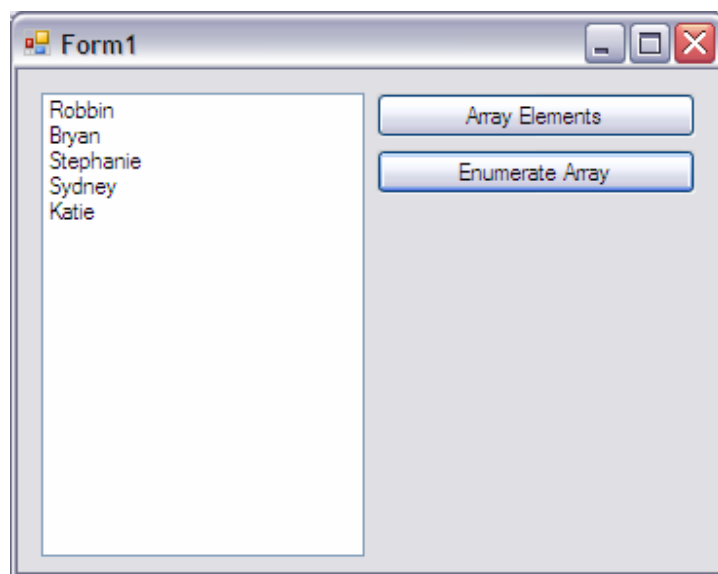 Form1
Robbin
Bryan
Stephanie
Sydney
Katie
Array Elements
Enumerate Array